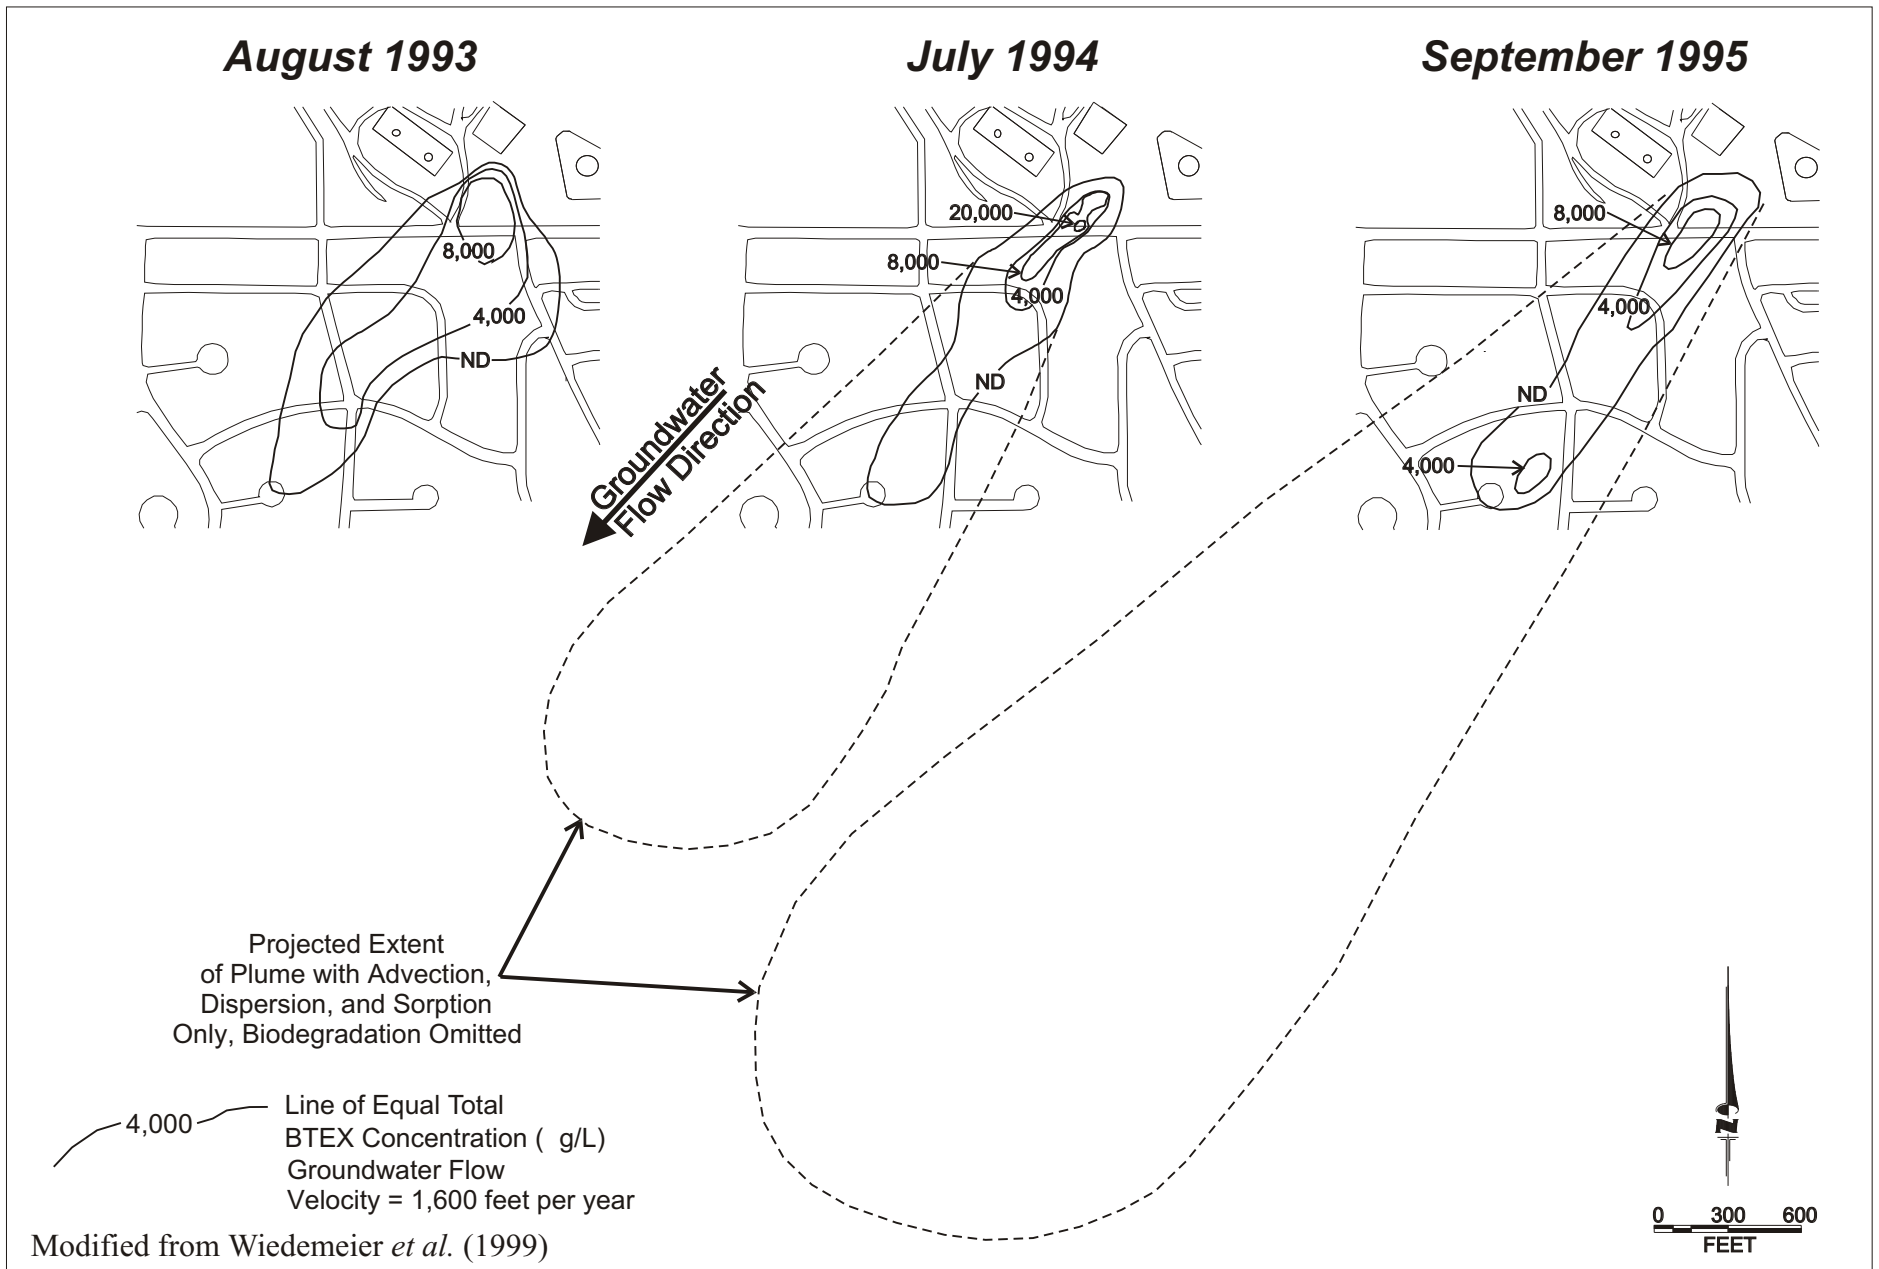 August 1993
July 1994
September 1995
8,000
4,000
ND
20,000
8,000
4,000
ND
8,000
4,000
ND
4,000
Groundwater
Flow Direction
Projected Extent
of Plume with Advection,
Dispersion, and Sorption
Only, Biodegradation Omitted
4,000
Line of Equal Total
BTEX Concentration ( g/L)
Groundwater Flow
Velocity = 1,600 feet per year
N
0 300 600
FEET
Modified from Wiedemeier et al. (1999)